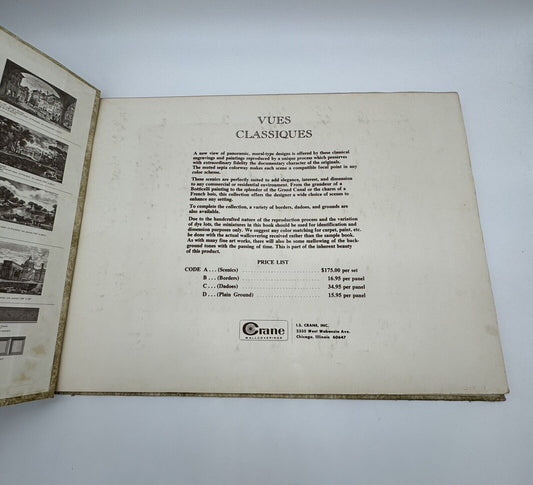 VUES
CLASSIQUES
A new view of panoramic, mural-type designs is offered by these classical
engravings and paintings reproduced by a unique process which preserves
with extraordinary fidelity the documentary character of the originals.
The muted sepia colorway makes each scene a compatible focal point in any
color scheme.
These scenics are perfectly suited to add elegance, interest, and dimension
to any commercial or residential environment. From the grandeur of a
Botticelli painting to the splendor of the Grand Canal or the charm of a
French bois, this collection offers the designer a wide choice of scenes to
enhance any setting.
To complete the collection, a variety of borders, dadoes, and grounds are
also available.
Due to the handcrafted nature of the reproduction process and the variation
of dye lots, the miniatures in this book should be used for identification and
dimension purposes only. We suggest any color matching for carpet, paint, etc.
be done with the actual wallcovering received rather than the sample book.
As with many fine art works, there will also be some mellowing of the back-
ground tones with the passing of time. This is part of the inherent beauty
of this product.
PRICE LIST
CODE A . . . (Scenics) $175.00 per set
B . . . (Borders) 16.95 per panel
C . . . (Dadoes) 34.95 per panel
D . . . (Plain Ground) 15.95 per panel
Crane
WALLCOVERINGS
I.S. CRANE, INC.
2335 West Wabansia Ave.
Chicago, Illinois 60647